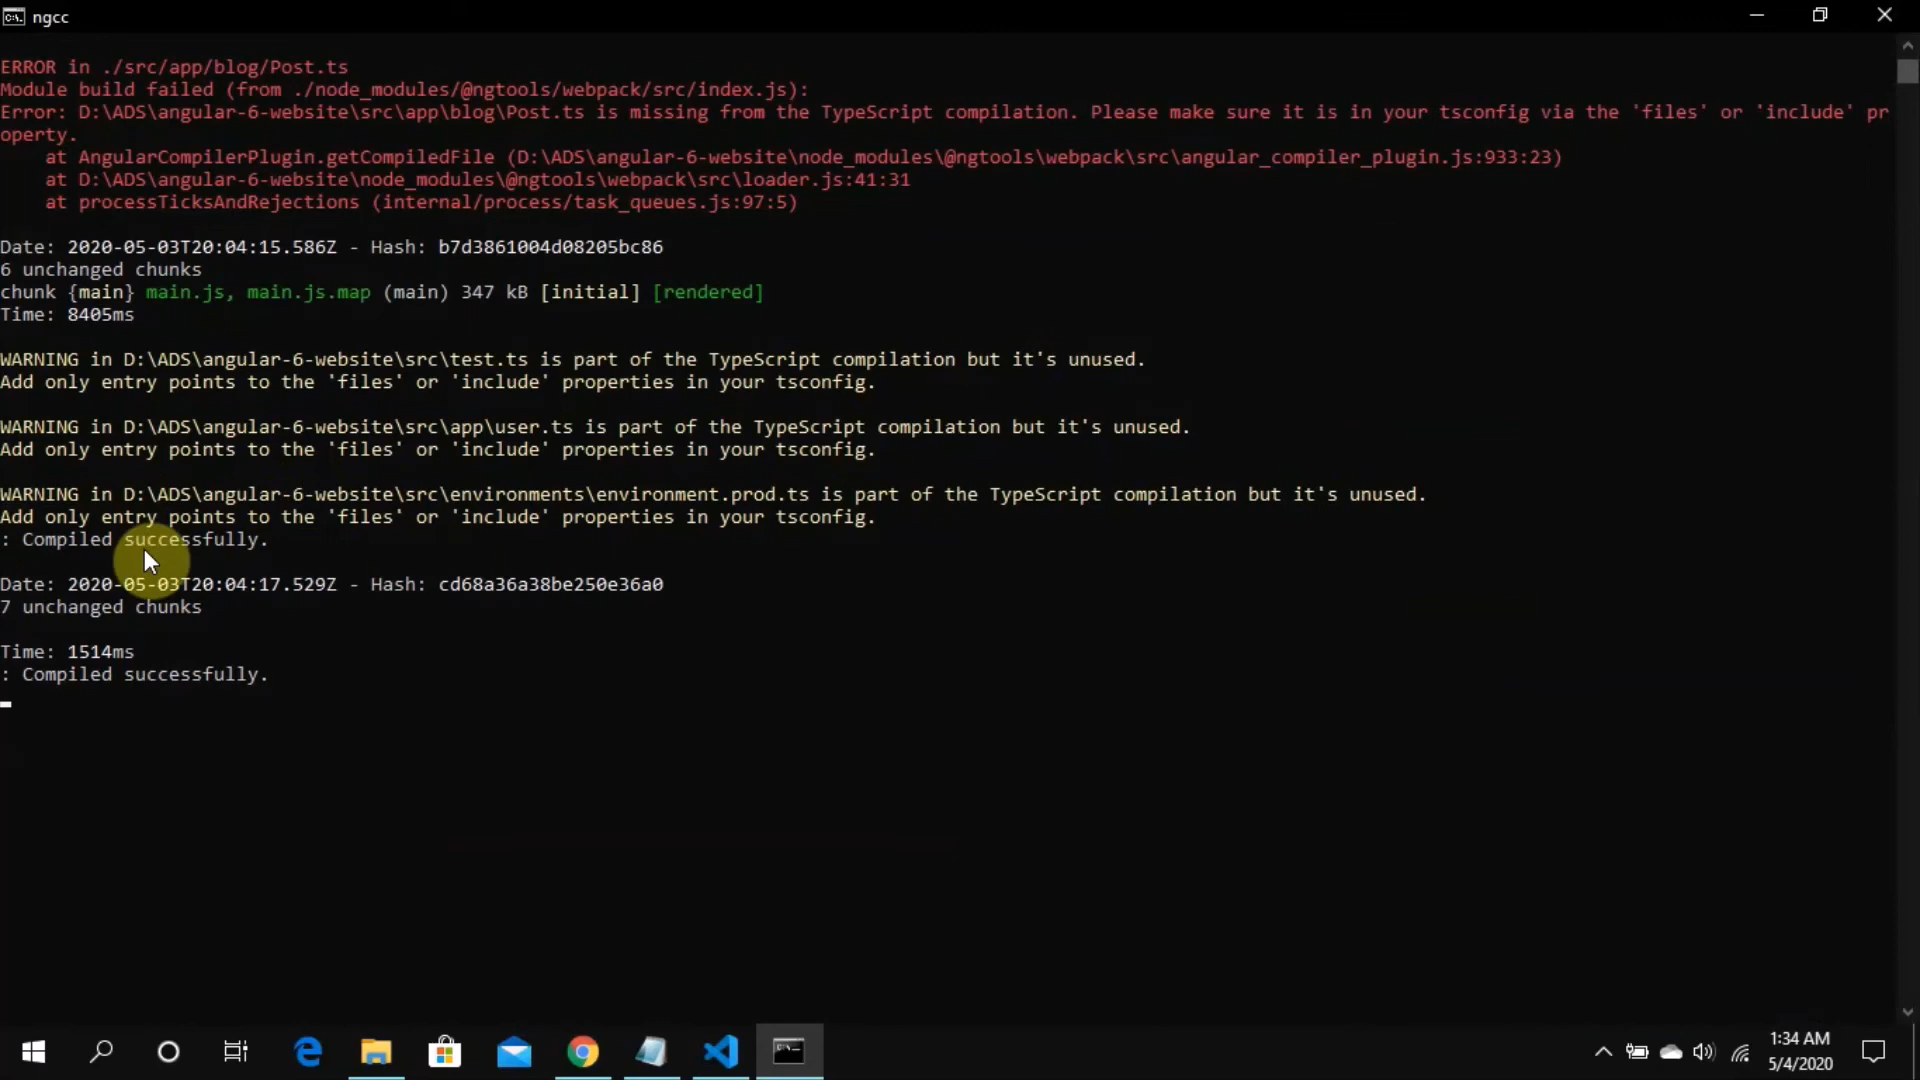 ngcc
ERROR in ./src/app/blog/Post.ts
Module build failed (from ./node_modules/@ngtools/webpack/src/index.js):
Error: D:\ADS\angular-6-website\src\app\blog\Post.ts is missing from the TypeScript compilation. Please make sure it is in your tsconfig via the 'files' or 'include' pr
operty.
    at AngularCompilerPlugin.getCompiledFile (D:\ADS\angular-6-website\node_modules\@ngtools\webpack\src\angular_compiler_plugin.js:933:23)
    at D:\ADS\angular-6-website\node_modules\@ngtools\webpack\src\loader.js:41:31
    at processTicksAndRejections (internal/process/task_queues.js:97:5)
Date: 2020-05-03T20:04:15.586Z - Hash: b7d3861004d08205bc86
6 unchanged chunks
chunk {main} main.js, main.js.map (main) 347 kB [initial] [rendered]
Time: 8405ms
WARNING in D:\ADS\angular-6-website\src\test.ts is part of the TypeScript compilation but it's unused.
Add only entry points to the 'files' or 'include' properties in your tsconfig.
WARNING in D:\ADS\angular-6-website\src\app\user.ts is part of the TypeScript compilation but it's unused.
Add only entry points to the 'files' or 'include' properties in your tsconfig.
WARNING in D:\ADS\angular-6-website\src\environments\environment.prod.ts is part of the TypeScript compilation but it's unused.
Add only entry points to the 'files' or 'include' properties in your tsconfig.
: Compiled successfully.
Date: 2020-05-03T20:04:17.529Z - Hash: cd68a36a38be250e36a0
7 unchanged chunks
Time: 1514ms
: Compiled successfully.
1:34 AM
5/4/2020